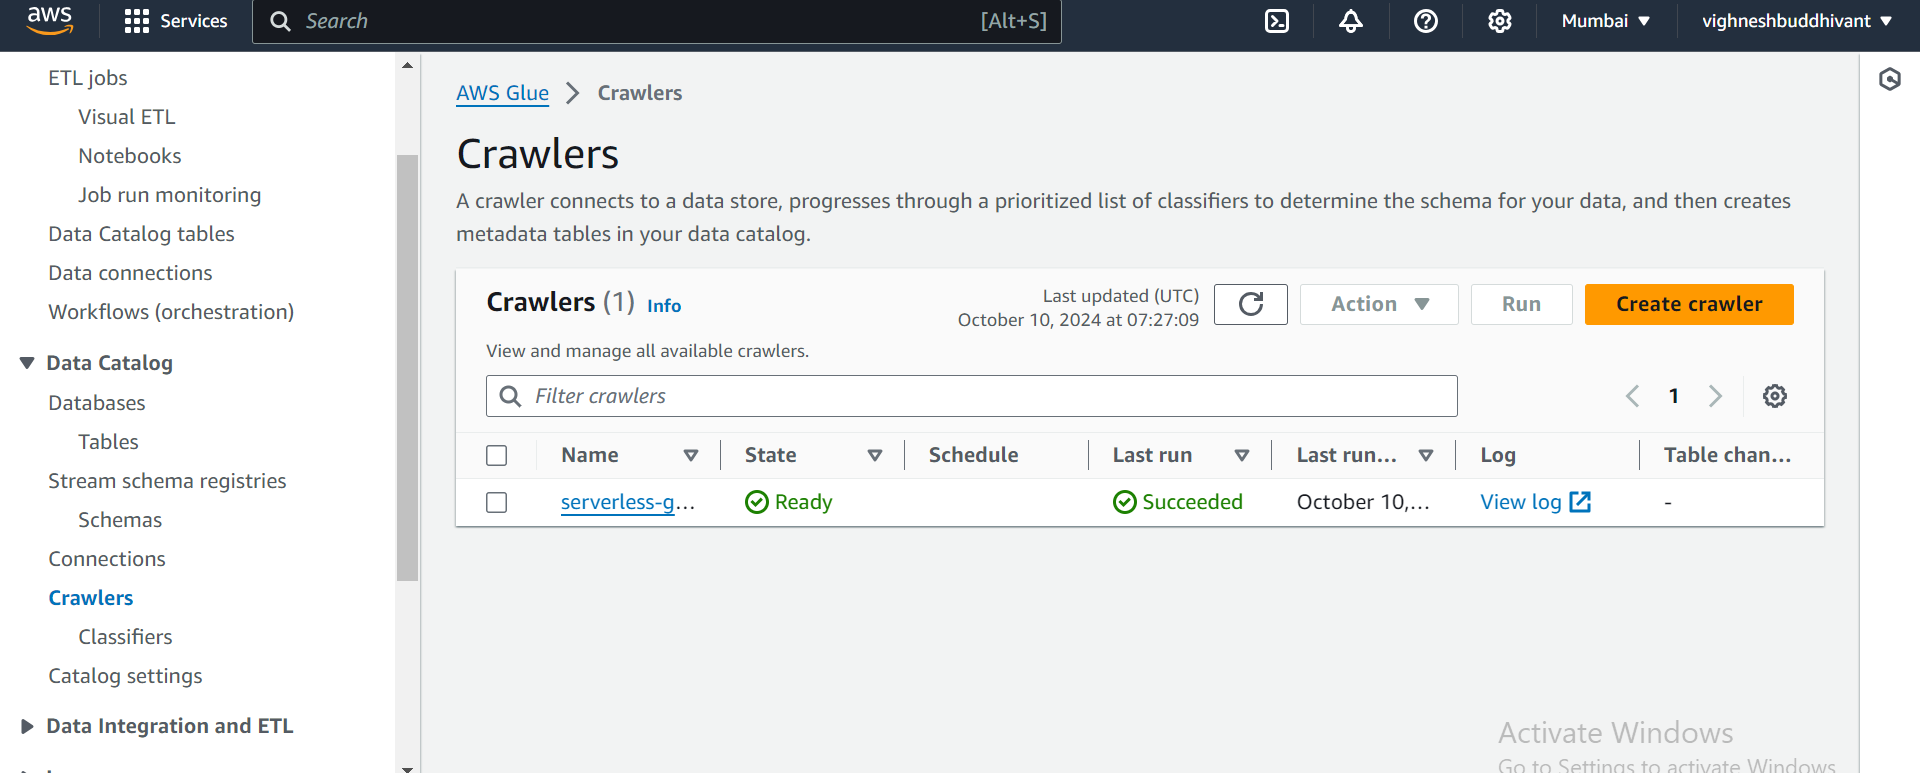 aws
Services
Search
[Alt+S]
Mumbai
vighneshbuddhivant
ETL jobs
Visual ETL
Notebooks
Job run monitoring
Data Catalog tables
Data connections
Workflows (orchestration)
Data Catalog
Databases
Tables
Stream schema registries
Schemas
Connections
Crawlers
Classifiers
Catalog settings
Data Integration and ETL
AWS Glue > Crawlers
Crawlers
A crawler connects to a data store, progresses through a prioritized list of classifiers to determine the schema for your data, and then creates
metadata tables in your data catalog.
Crawlers (1) Info
Last updated (UTC)
October 10, 2024 at 07:27:09
Action
Run
Create crawler
View and manage all available crawlers.
Filter crawlers
1
Name State Schedule Last run Last run... Log Table chan...
serverless-g... Ready Succeeded October 10,... View log -
Activate Windows
Go to Settings to activate Windows.